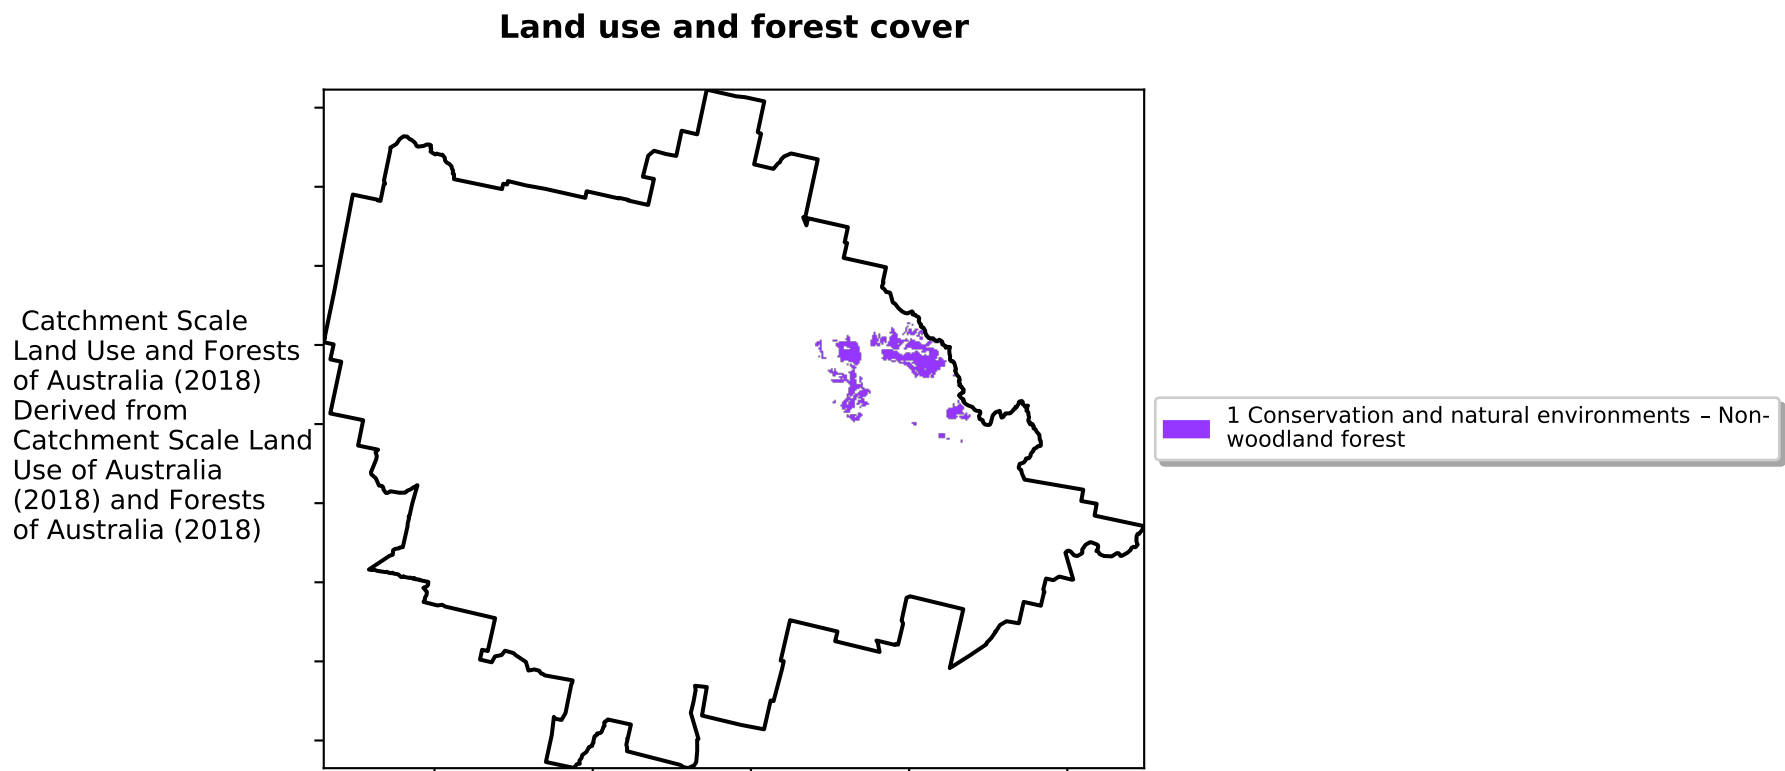 Land use and forest cover
Catchment Scale
Land Use and Forests
of Australia (2018)
Derived from
Catchment Scale Land
Use of Australia
(2018) and Forests
of Australia (2018)
1 Conservation and natural environments – Non-
woodland forest